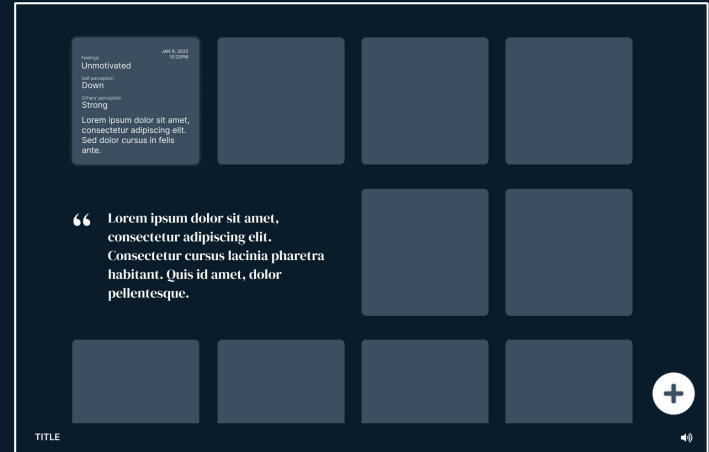 JAN 9, 2022
10:20PM
Feelings
Unmotivated
Self perception
Down
Others' perception
Strong
Lorem ipsum dolor sit amet,
consectetur adipiscing elit.
Sed dolor cursus in felis
ante.
“ Lorem ipsum dolor sit amet,
consectetur adipiscing elit.
Consectetur cursus lacinia pharetra
habitant. Quis id amet, dolor
pellentesque.
TITLE